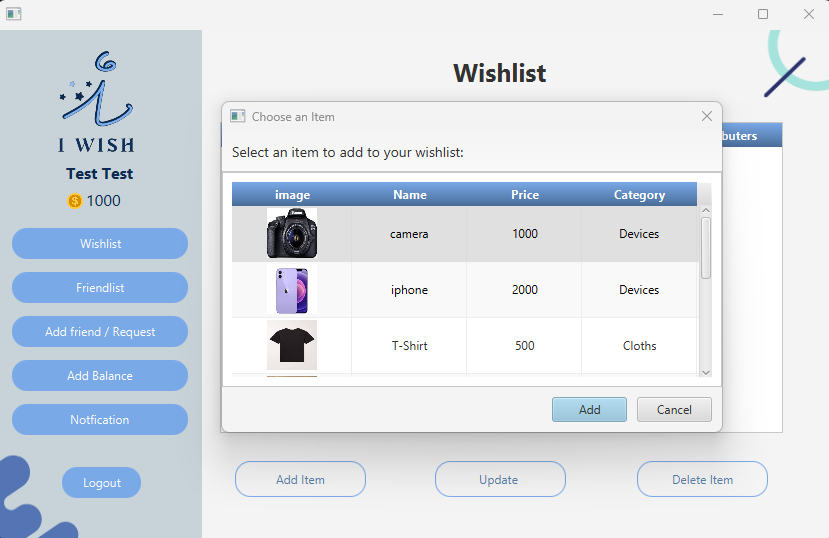 I WISH
Test Test
1000
Wishlist
Friendlist
Add friend / Request
Add Balance
Notfication
Logout
Wishlist
buters
Choose an Item
Select an item to add to your wishlist:
image Name Price Category
camera 1000 Devices
iphone 2000 Devices
T-Shirt 500 Cloths
Add Cancel
Add Item Update Delete Item